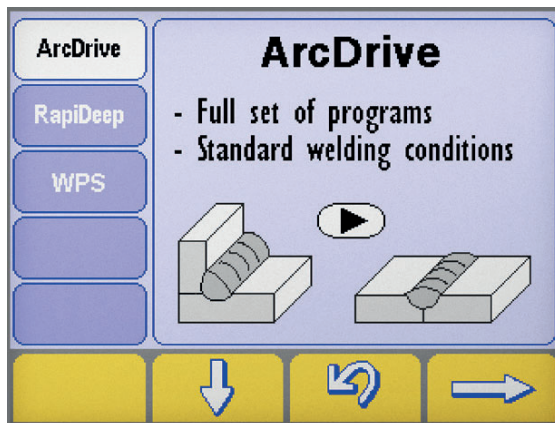 ArcDrive
RapiDeep
WPS
ArcDrive
- Full set of programs
- Standard welding conditions